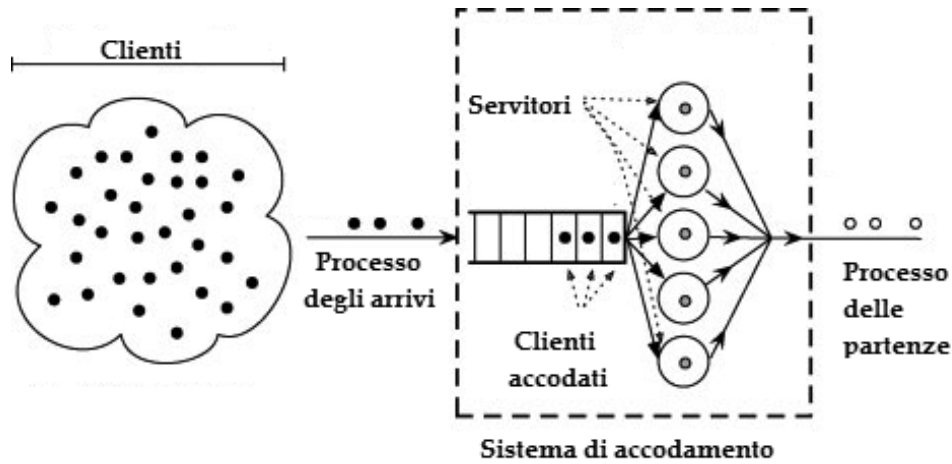 Clienti
Servitori
Processo
degli arrivi
Clienti
accodati
Processo
delle
partenze
Sistema di accodamento